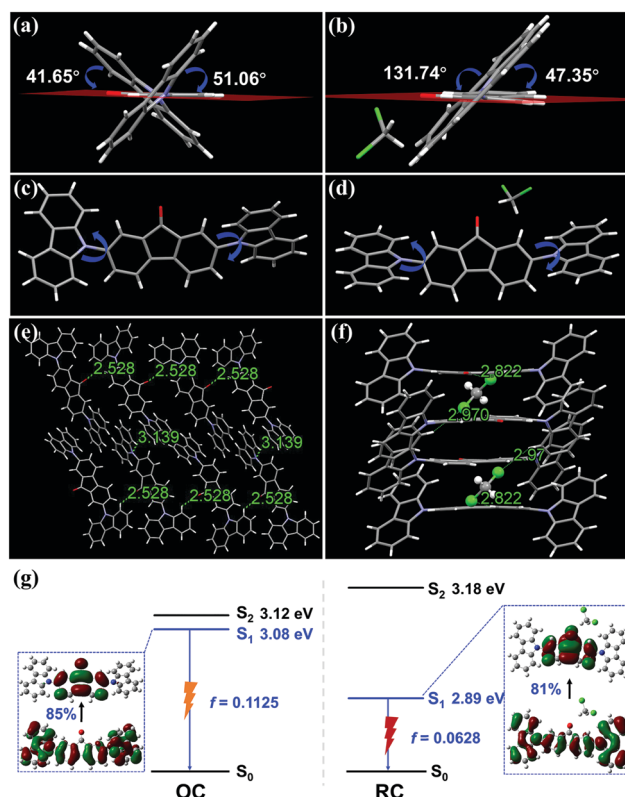 (a)
41.65°
51.06°
(b)
131.74°
47.35°
(c)
(d)
(e)
2.528
2.528
2.528
3.139
3.139
2.528
2.528
2.528
(f)
2.822
2.970
2.97
2.822
(g)
S2 3.12 eV
S1 3.08 eV
85%
f = 0.1125
S0
OC
S2 3.18 eV
S1 2.89 eV
81%
f = 0.0628
S0
RC